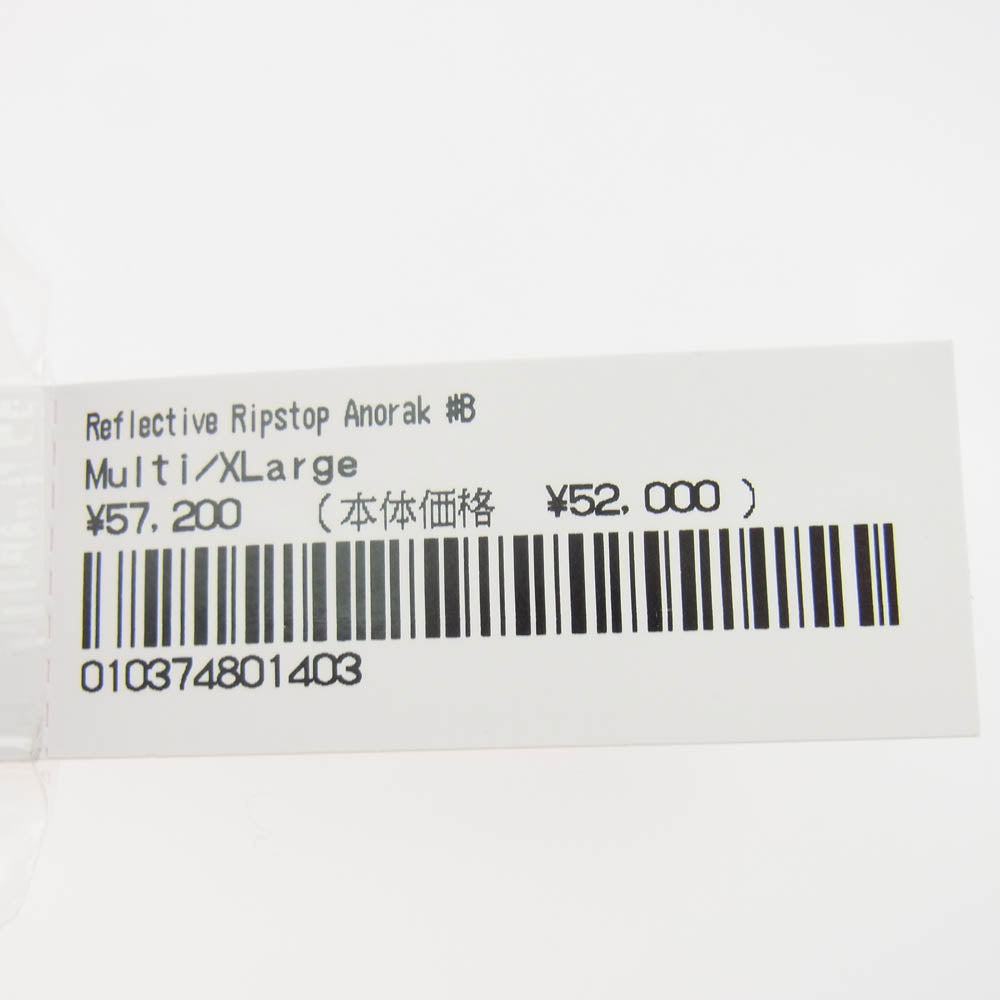 Reflective Ripstop Anorak #B
Multi/XLarge
¥57,200 (本体価格 ¥52,000)
010374801403